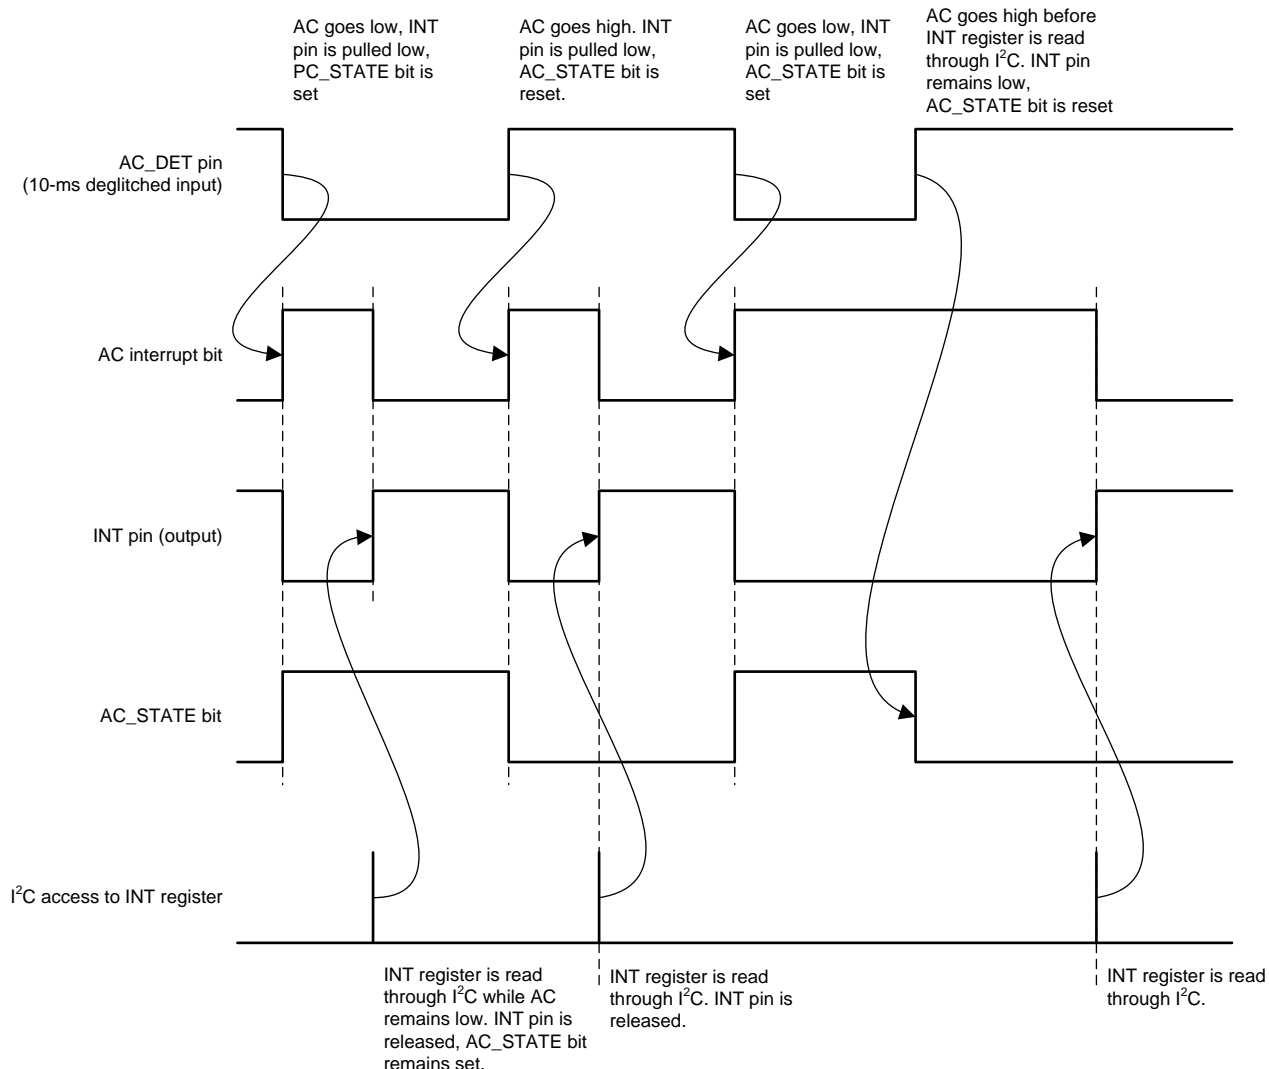 AC goes low, INT
pin is pulled low,
PC_STATE bit is
set
AC goes high. INT
pin is pulled low,
AC_STATE bit is
reset.
AC goes low, INT
pin is pulled low,
AC_STATE bit is
set
AC goes high before
INT register is read
through I²C. INT pin
remains low,
AC_STATE bit is reset
AC_DET pin
(10-ms deglitched input)
AC interrupt bit
INT pin (output)
AC_STATE bit
I²C access to INT register
INT register is read
through I²C while AC
remains low. INT pin is
released, AC_STATE bit
remains set.
INT register is read
through I²C. INT pin is
released.
INT register is read
through I²C.